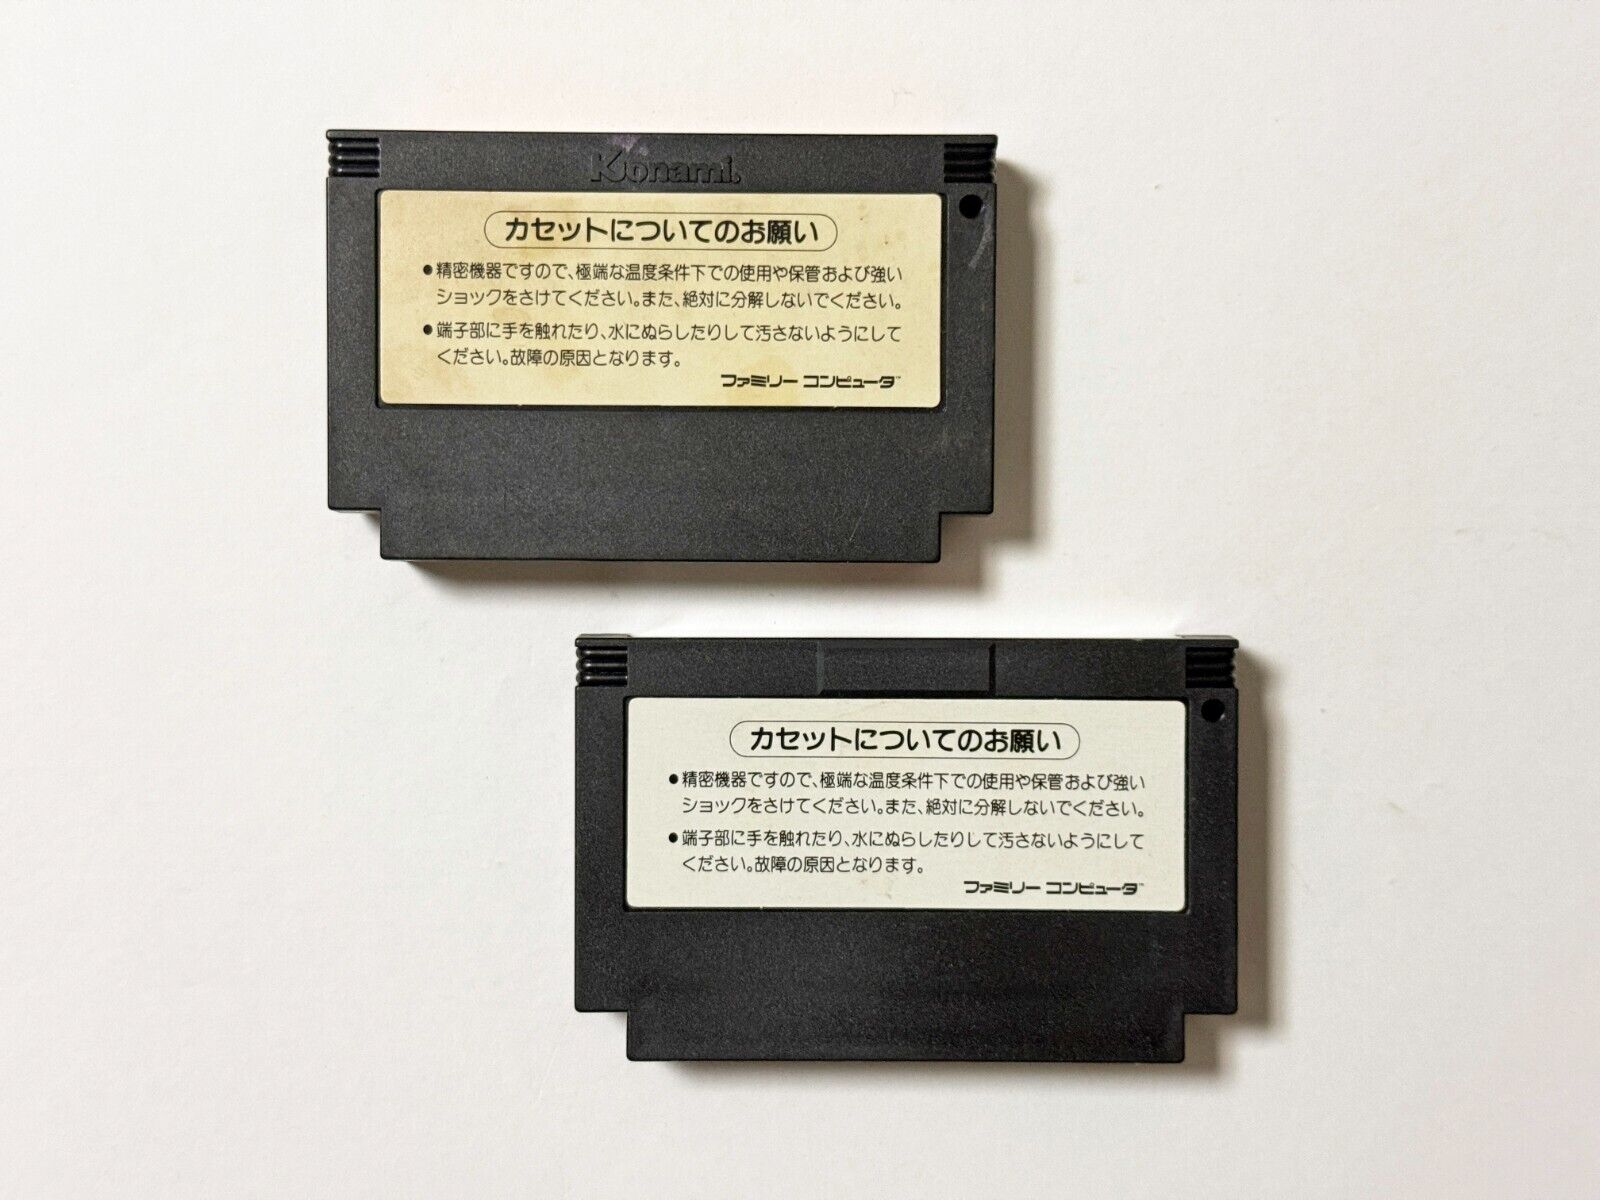 Konami.
カセットについてのお願い
●精密機器ですので、極端な温度条件下での使用や保管および強い
ショックをさけてください。また、絶対に分解しないでください。
●端子部に手を触れたり、水にぬらしたりして汚さないようにして
ください。故障の原因となります。
ファミリー コンピュータ™
カセットについてのお願い
●精密機器ですので、極端な温度条件下での使用や保管および強い
ショックをさけてください。また、絶対に分解しないでください。
●端子部に手を触れたり、水にぬらしたりして汚さないようにして
ください。故障の原因となります。
ファミリー コンピュータ™